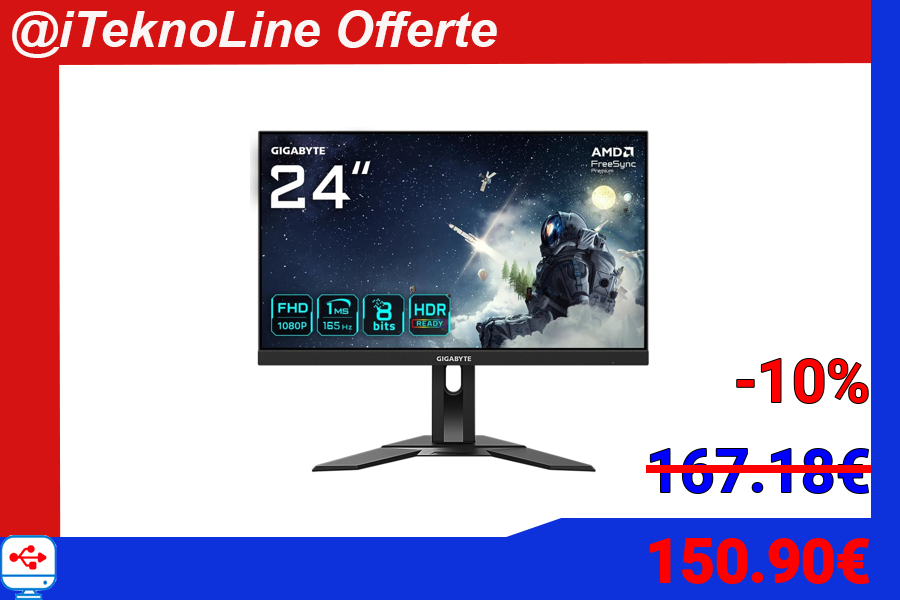 @iTeknoLine Offerte
GIGABYTE
24"
AMD
FreeSync
Premium
FHD
1080P
1MS
165Hz
8
bits
HDR
READY
GIGABYTE
-10%
167.18€
150.90€